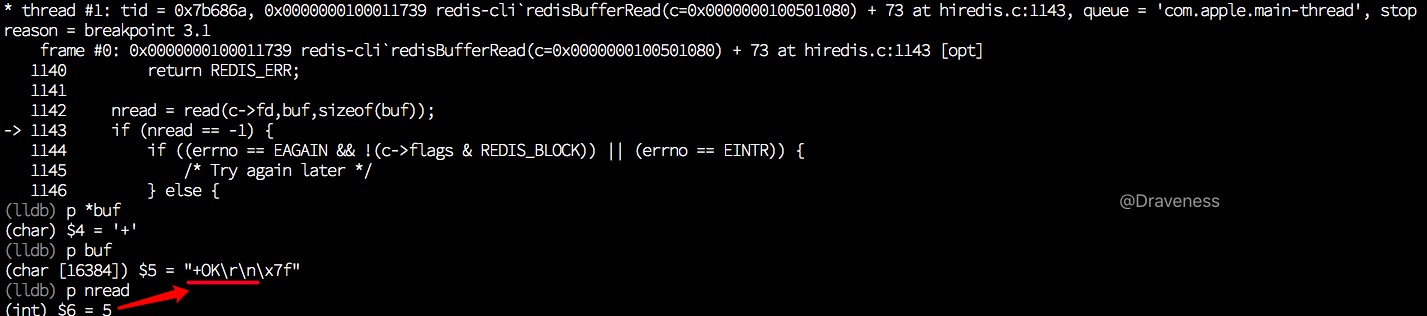 * thread #1: tid = 0x7b686a, 0x0000000100011739 redis-cli`redisBufferRead(c=0x0000000100501080) + 73 at hiredis.c:1143, queue = 'com.apple.main-thread', stop
reason = breakpoint 3.1
    frame #0: 0x0000000100011739 redis-cli`redisBufferRead(c=0x0000000100501080) + 73 at hiredis.c:1143 [opt]
   1140         return REDIS_ERR;
   1141
   1142     nread = read(c->fd,buf,sizeof(buf));
-> 1143     if (nread == -1) {
   1144         if ((errno == EAGAIN && !(c->flags & REDIS_BLOCK)) || (errno == EINTR)) {
   1145             /* Try again later */
   1146         } else {
(lldb) p *buf
(char) $4 = '+'
@Draveness
(lldb) p buf
(char [16384]) $5 = "+OK\r\n\x7f"
(lldb) p nread
(int) $6 = 5